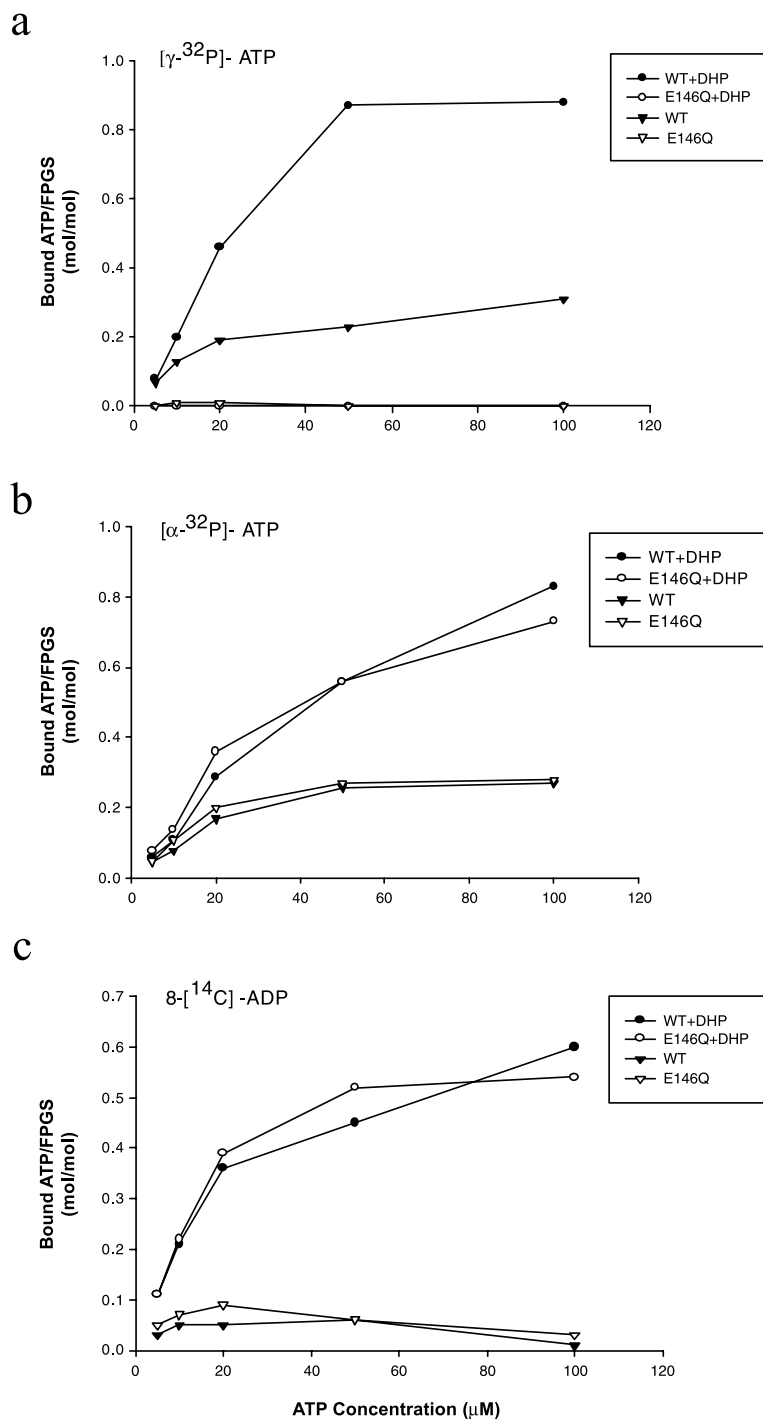 a
[γ-³²P]- ATP
WT+DHP
E146Q+DHP
WT
E146Q
Bound ATP/FPGS
(mol/mol)
1.0
0.8
0.6
0.4
0.2
0.0
0 20 40 60 80 100 120
b
[α-³²P]- ATP
WT+DHP
E146Q+DHP
WT
E146Q
Bound ATP/FPGS
(mol/mol)
1.0
0.8
0.6
0.4
0.2
0.0
0 20 40 60 80 100 120
c
8-[¹⁴C] -ADP
WT+DHP
E146Q+DHP
WT
E146Q
Bound ATP/FPGS
(mol/mol)
0.7
0.6
0.5
0.4
0.3
0.2
0.1
0.0
0 20 40 60 80 100 120
ATP Concentration (μM)